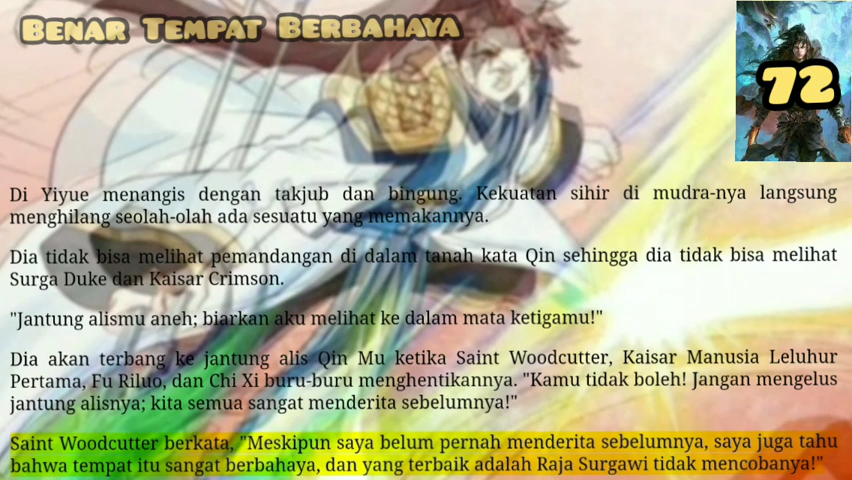 Benar Tempat Berbahaya
72
Di Yiyue menangis dengan takjub dan bingung. Kekuatan sihir di mudra-nya langsung
menghilang seolah-olah ada sesuatu yang memakannya.
Dia tidak bisa melihat pemandangan di dalam tanah kata Qin sehingga dia tidak bisa melihat
Surga Duke dan Kaisar Crimson.
"Jantung alismu aneh; biarkan aku melihat ke dalam mata ketigamu!"
Dia akan terbang ke jantung alis Qin Mu ketika Saint Woodcutter, Kaisar Manusia Leluhur
Pertama, Fu Riluo, dan Chi Xi buru-buru menghentikannya. "Kamu tidak boleh! Jangan mengelus
jantung alisnya; kita semua sangat menderita sebelumnya!"
Saint Woodcutter berkata, "Meskipun saya belum pernah menderita sebelumnya, saya juga tahu
bahwa tempat itu sangat berbahaya, dan yang terbaik adalah Raja Surgawi tidak mencobanya!"